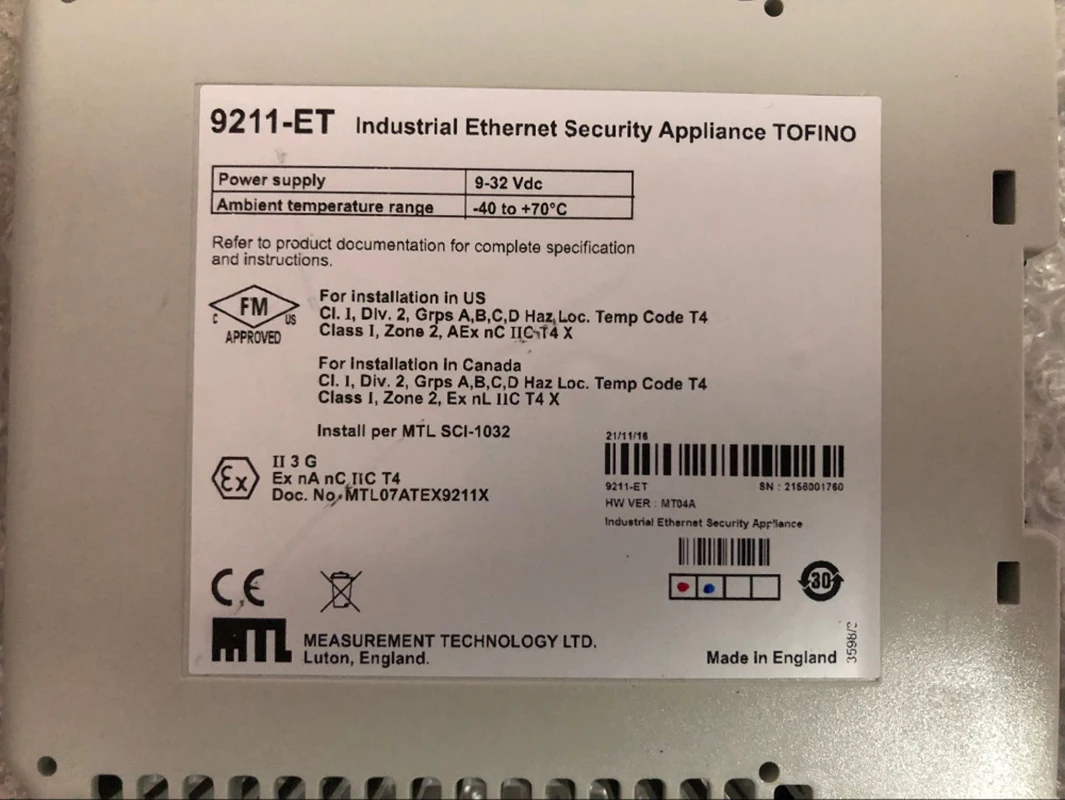 9211-ET Industrial Ethernet Security Appliance TOFINO
Power supply 9-32 Vdc
Ambient temperature range -40 to +70°C
Refer to product documentation for complete specification
and instructions.
FM
C US
APPROVED
For installation in US
Cl. I, Div. 2, Grps A,B,C,D Haz Loc. Temp Code T4
Class I, Zone 2, AEx nC IIC T4 X
For installation in Canada
Cl. I, Div. 2, Grps A,B,C,D Haz Loc. Temp Code T4
Class I, Zone 2, Ex nL IIC T4 X
Install per MTL SCI-1032
Ex
II 3 G
Ex nA nC IIC T4
Doc. No. MTL07ATEX9211X
21/11/16
9211-ET SN : 2156001760
HW VER : MT04A
Industrial Ethernet Security Appliance
30
CE
MTL
MEASUREMENT TECHNOLOGY LTD.
Luton, England.
Made in England